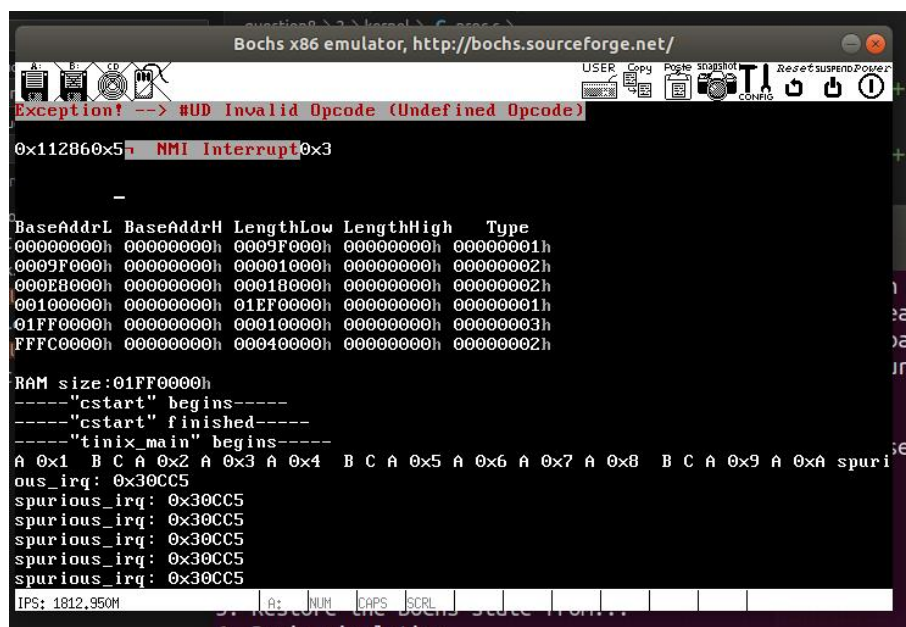 Bochs x86 emulator, http://bochs.sourceforge.net/
A: B: CD USER Copy Paste snapshot CONFIG Reset SUSPEND Power
Exception! --> #UD Invalid Opcode (Undefined Opcode)
0x112860x5¬ NMI Interrupt0x3
BaseAddrL BaseAddrH LengthLow LengthHigh Type
00000000h 00000000h 0009F000h 00000000h 00000001h
0009F000h 00000000h 00001000h 00000000h 00000002h
000E8000h 00000000h 00018000h 00000000h 00000002h
00100000h 00000000h 01EF0000h 00000000h 00000001h
01FF0000h 00000000h 00010000h 00000000h 00000003h
FFFC0000h 00000000h 00040000h 00000000h 00000002h
RAM size:01FF0000h
-----"cstart" begins-----
-----"cstart" finished-----
-----"tinix_main" begins-----
A 0x1 B C A 0x2 A 0x3 A 0x4 B C A 0x5 A 0x6 A 0x7 A 0x8 B C A 0x9 A 0xA spuri
ous_irq: 0x30CC5
spurious_irq: 0x30CC5
spurious_irq: 0x30CC5
spurious_irq: 0x30CC5
spurious_irq: 0x30CC5
spurious_irq: 0x30CC5
IPS: 1812.950M A: NUM CAPS SCRL